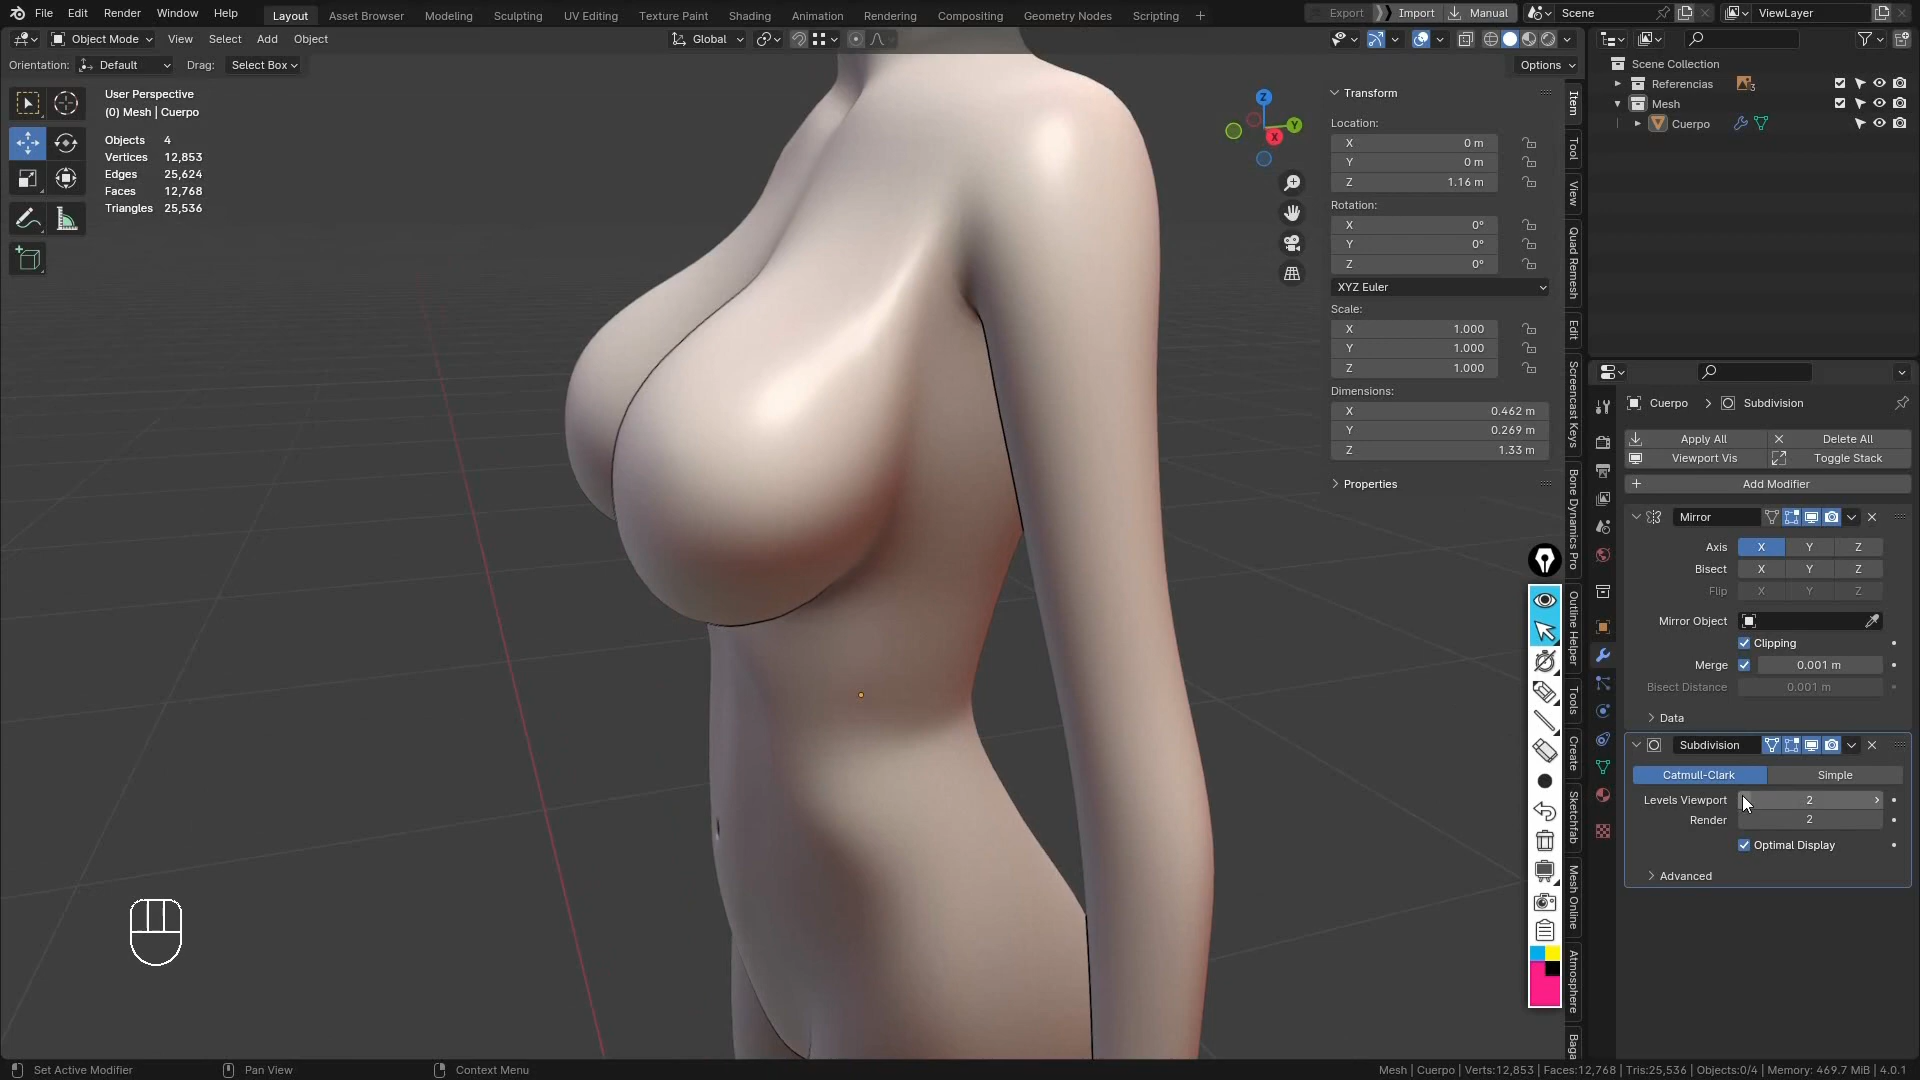 File Edit Render Window Help Layout Asset Browser Modeling Sculpting UV Editing Texture Paint Shading Animation Rendering Compositing Geometry Nodes Scripting + Export Import Manual Scene ViewLayer
Object Mode View Select Add Object Global
Orientation: Default Drag: Select Box Options
User Perspective
(0) Mesh | Cuerpo
Objects 4
Vertices 12,853
Edges 25,624
Faces 12,768
Triangles 25,536
Z
Y
X
Transform
Location:
X 0 m
Y 0 m
Z 1.16 m
Rotation:
X 0°
Y 0°
Z 0°
XYZ Euler
Scale:
X 1.000
Y 1.000
Z 1.000
Dimensions:
X 0.462 m
Y 0.269 m
Z 1.33 m
Properties
Item
Tool
View
Quad Remesh
Edit
Screencast Keys
Bone Dynamics Pro
Outline Helper
Tools
Create
Sketchfab
Mesh Online
Atmosphere
Baga
Scene Collection
Referencias 3
Mesh
Cuerpo
Cuerpo > Subdivision
Apply All Delete All
Viewport Vis Toggle Stack
Add Modifier
Mirror
Axis X Y Z
Bisect X Y Z
Flip X Y Z
Mirror Object
Clipping
Merge 0.001 m
Bisect Distance 0.001 m
Data
Subdivision
Catmull-Clark Simple
Levels Viewport 2
Render 2
Optimal Display
Advanced
Set Active Modifier Pan View Context Menu Mesh | Cuerpo | Verts:12,853 | Faces:12,768 | Tris:25,536 | Objects:0/4 | Memory: 469.7 MiB | 4.0.1